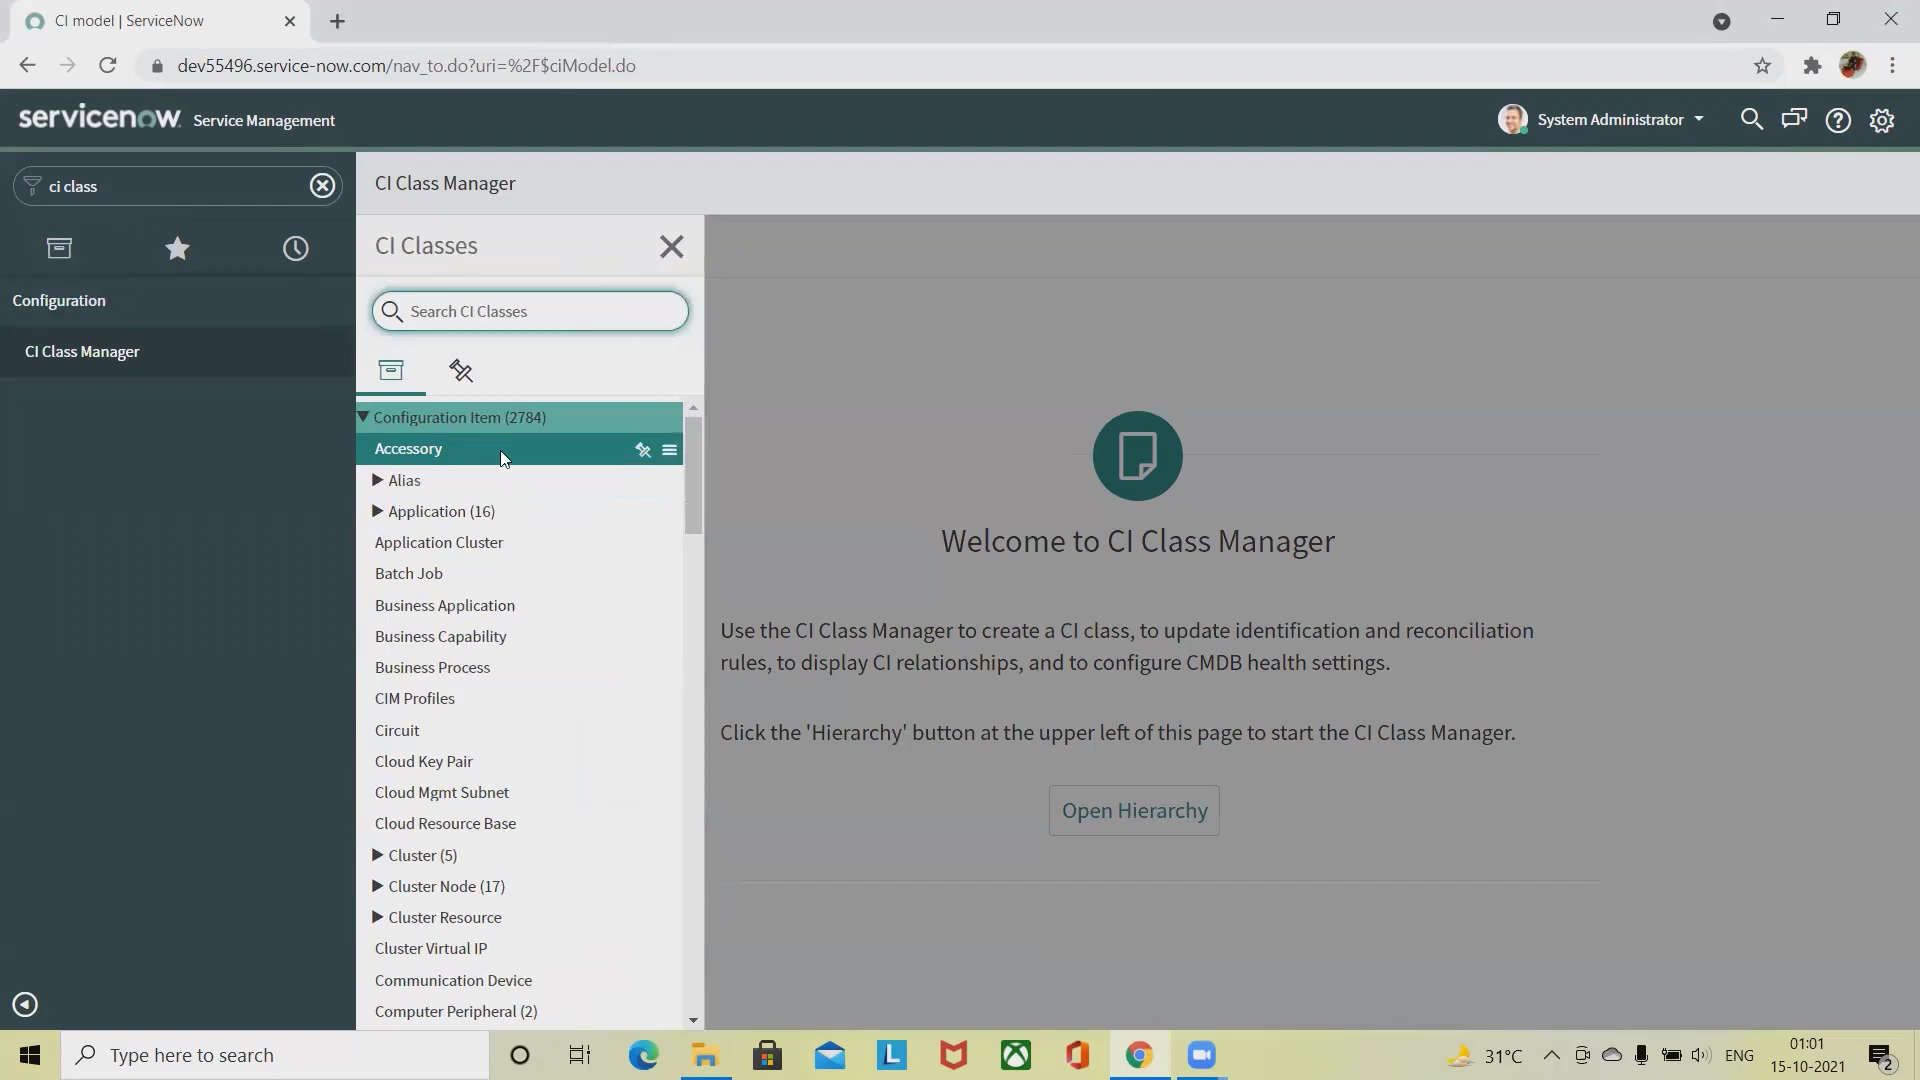 CI model | ServiceNow
dev55496.service-now.com/nav_to.do?uri=%2F$ciModel.do
servicenow Service Management
System Administrator
ci class
Configuration
CI Class Manager
CI Class Manager
CI Classes
Search CI Classes
Configuration Item (2784)
Accessory
Alias
Application (16)
Application Cluster
Batch Job
Business Application
Business Capability
Business Process
CIM Profiles
Circuit
Cloud Key Pair
Cloud Mgmt Subnet
Cloud Resource Base
Cluster (5)
Cluster Node (17)
Cluster Resource
Cluster Virtual IP
Communication Device
Computer Peripheral (2)
Welcome to CI Class Manager
Use the CI Class Manager to create a CI class, to update identification and reconciliation
rules, to display CI relationships, and to configure CMDB health settings.
Click the 'Hierarchy' button at the upper left of this page to start the CI Class Manager.
Open Hierarchy
Type here to search
L
31°C
ENG
01:01
15-10-2021
2